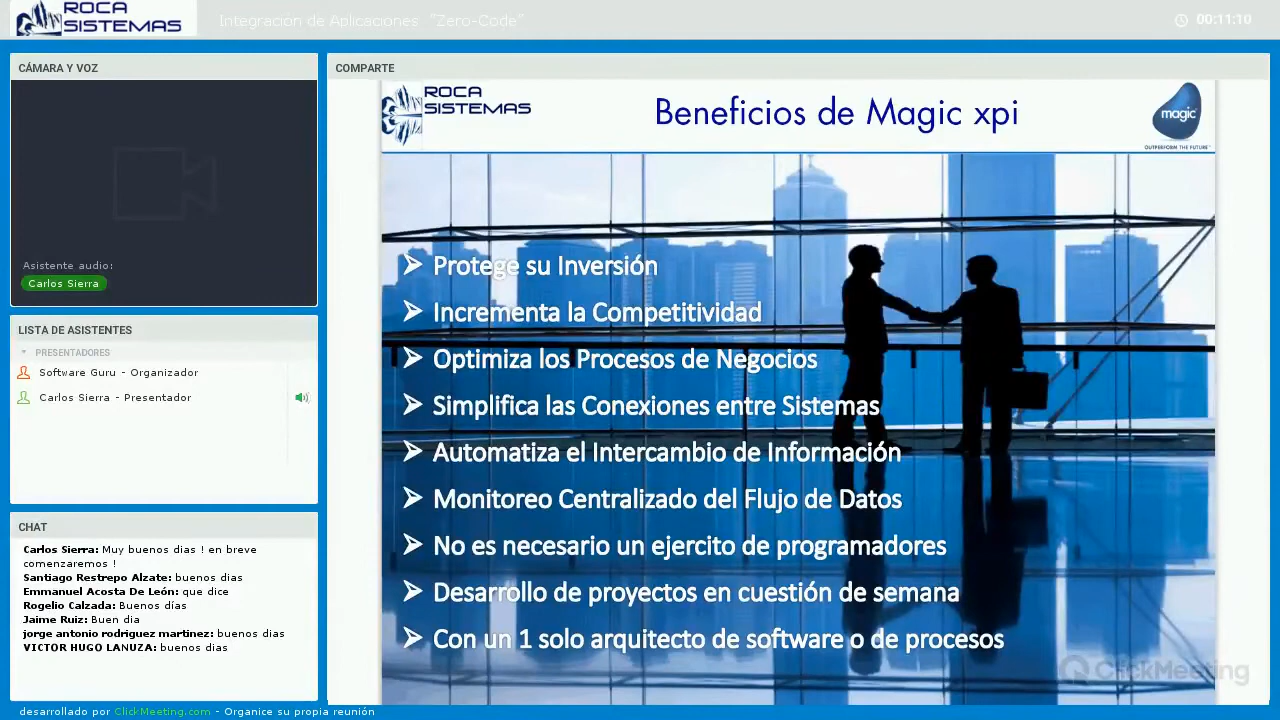 ROCA
SISTEMAS
Integración de Aplicaciones "Zero-Code"
00:11:10
CÁMARA Y VOZ
Asistente audio:
Carlos Sierra
LISTA DE ASISTENTES
PRESENTADORES
Software Guru - Organizador
Carlos Sierra - Presentador
CHAT
Carlos Sierra: Muy buenos dias ! en breve
comenzaremos !
Santiago Restrepo Alzate: buenos dias
Emmanuel Acosta De León: que dice
Rogelio Calzada: Buenos días
Jaime Ruiz: Buen dia
jorge antonio rodriguez martinez: buenos dias
VICTOR HUGO LANUZA: buenos dias
COMPARTE
ROCA
SISTEMAS
Beneficios de Magic xpi
magic
OUTPERFORM THE FUTURE™
Protege su Inversión
Incrementa la Competitividad
Optimiza los Procesos de Negocios
Simplifica las Conexiones entre Sistemas
Automatiza el Intercambio de Información
Monitoreo Centralizado del Flujo de Datos
No es necesario un ejercito de programadores
Desarrollo de proyectos en cuestión de semana
Con un 1 solo arquitecto de software o de procesos
ClickMeeting
desarrollado por ClickMeeting.com - Organice su propia reunión